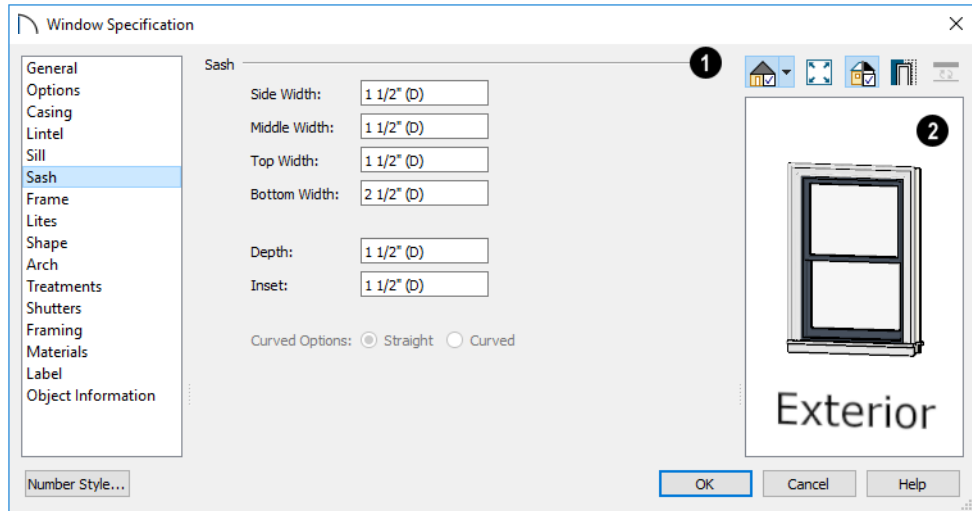 Window Specification
General
Options
Casing
Lintel
Sill
Sash
Frame
Lites
Shape
Arch
Treatments
Shutters
Framing
Materials
Label
Object Information
Sash
Side Width: 1 1/2" (D)
Middle Width: 1 1/2" (D)
Top Width: 1 1/2" (D)
Bottom Width: 2 1/2" (D)
Depth: 1 1/2" (D)
Inset: 1 1/2" (D)
Curved Options: Straight Curved
1
2
Exterior
Number Style...
OK Cancel Help